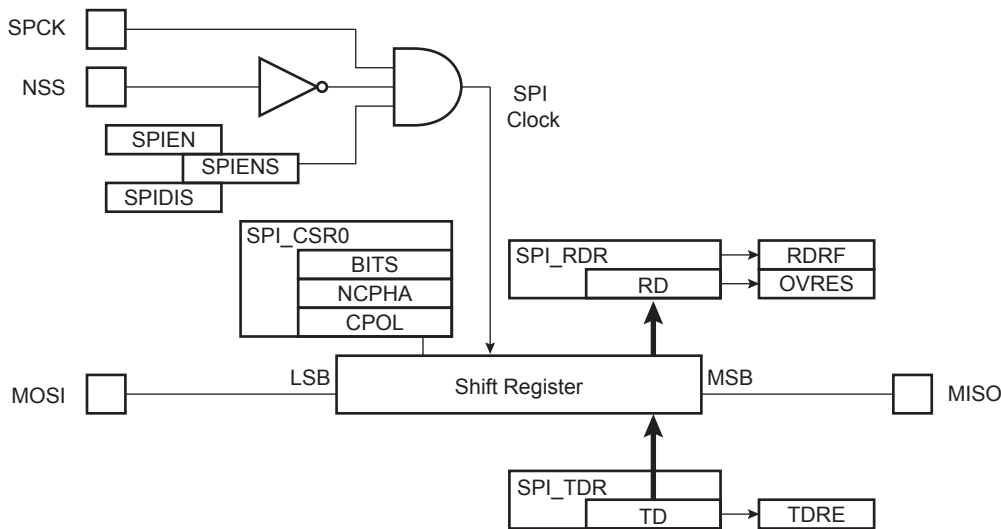 SPCK
NSS
SPI
Clock
SPIEN
SPIENS
SPIDIS
SPI_CSR0
BITS
NCPHA
CPOL
SPI_RDR
RD
RDRF
OVRES
MOSI
LSB
Shift Register
MSB
MISO
SPI_TDR
TD
TDRE